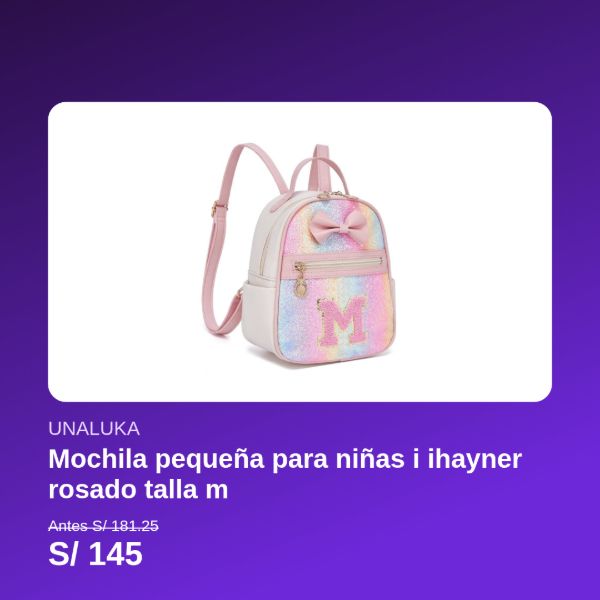 M
UNALUKA
Mochila pequeña para niñas i ihayner
rosado talla m
Antes S/ 181.25
S/ 145